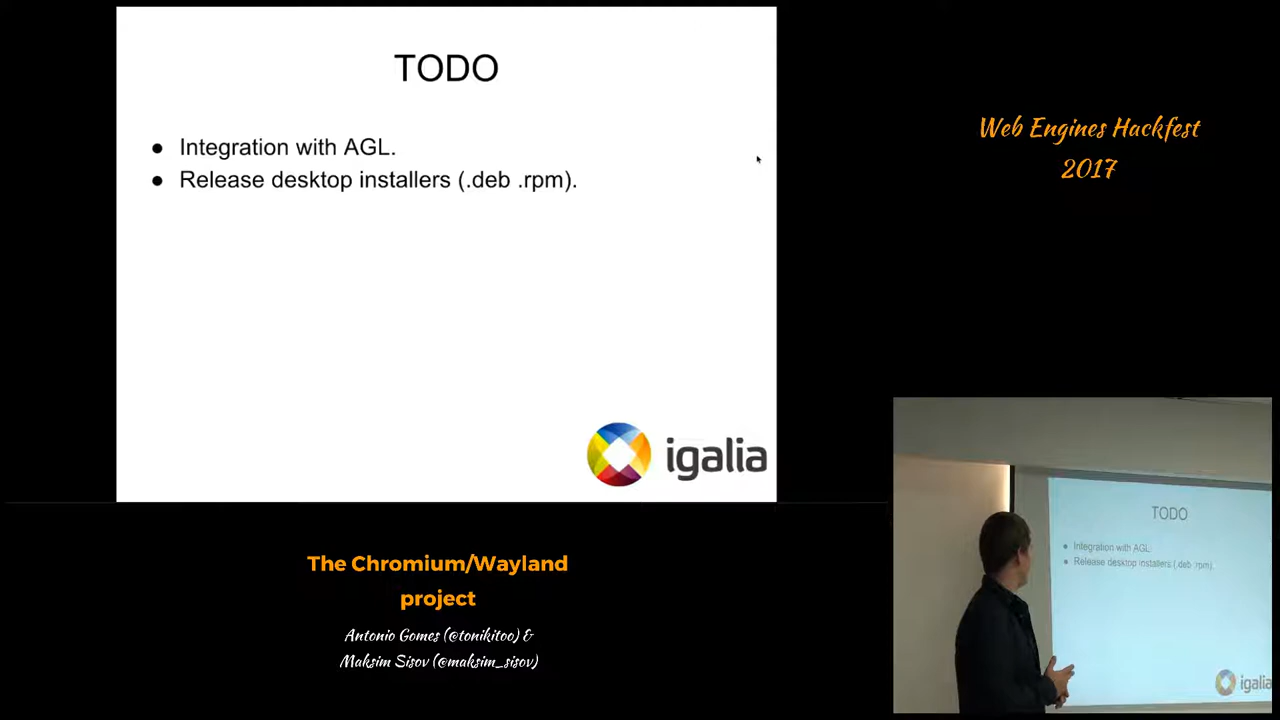 TODO
● Integration with AGL.
● Release desktop installers (.deb .rpm).
igalia
Web Engines Hackfest
2017
The Chromium/Wayland
project
Antonio Gomes (@tonikitoo) &
Maksim Sisov (@maksim_sisov)
TODO
● Integration with AGL.
● Release desktop installers (.deb .rpm).
igalia